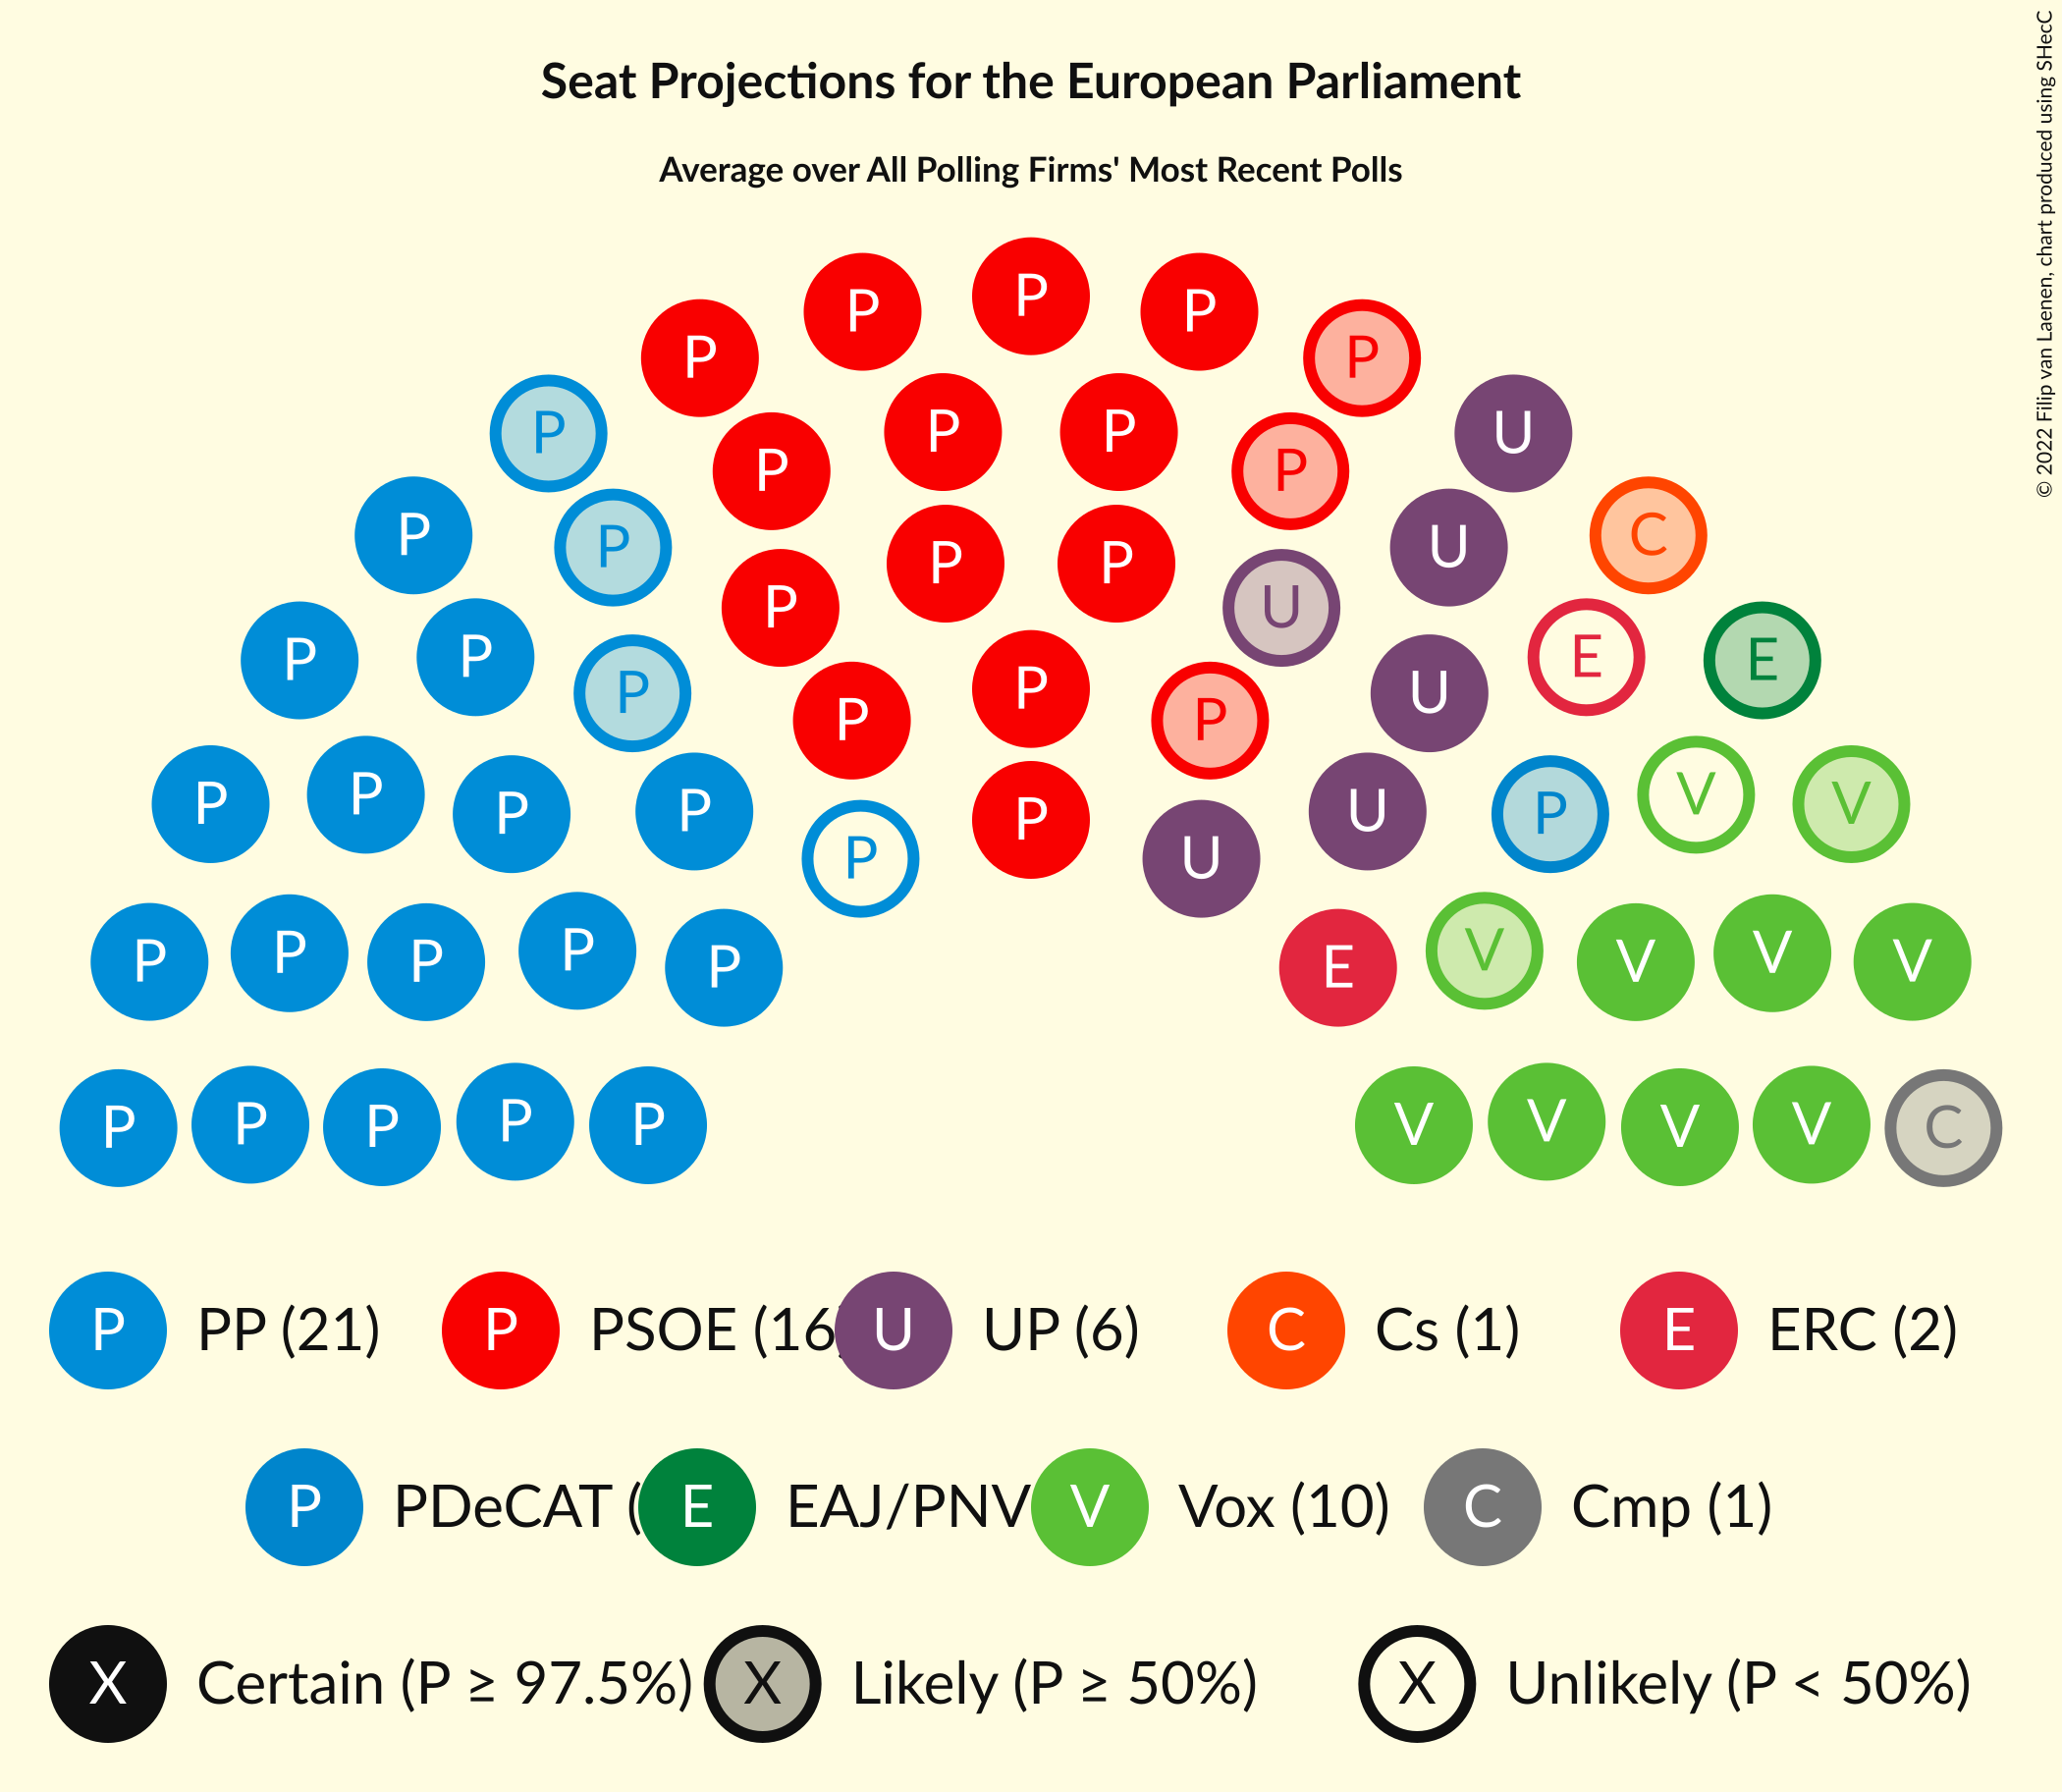 Seat Projections for the European Parliament
Average over All Polling Firms' Most Recent Polls
© 2022 Filip van Laenen, chart produced using SHecC
P
P P
P P
P P P U
P P
P P P P U C
P U
P P P P U E E
P P
P P P P P U P V V
P U
P P P P P E V V V V
P P P P P V V V V C
P PP (21) P PSOE (16 U UP (6) C Cs (1) E ERC (2)
P PDeCAT ( E EAJ/PNV V Vox (10) C Cmp (1)
X Certain (P ≥ 97.5%) X Likely (P ≥ 50%) X Unlikely (P < 50%)